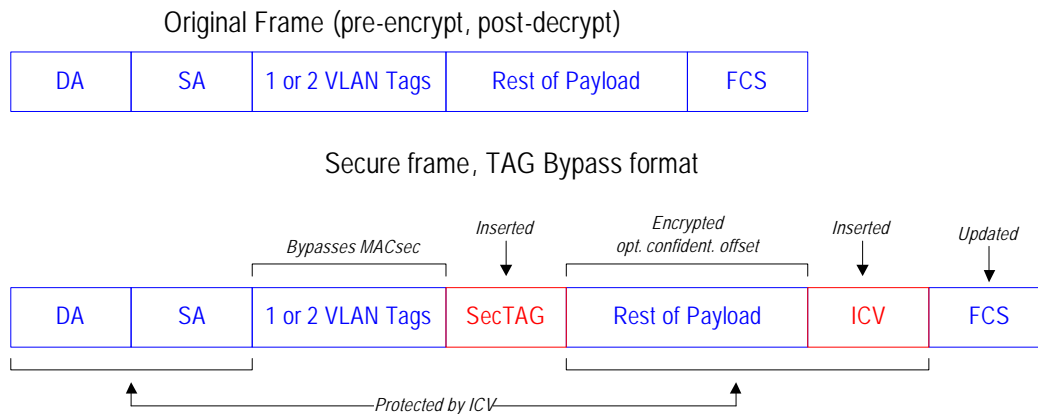 Original Frame (pre-encrypt, post-decrypt)
DA SA 1 or 2 VLAN Tags Rest of Payload FCS
Secure frame, TAG Bypass format
Bypasses MACsec
Inserted
Encrypted
opt. confident. offset
Inserted
Updated
DA SA 1 or 2 VLAN Tags SecTAG Rest of Payload ICV FCS
Protected by ICV